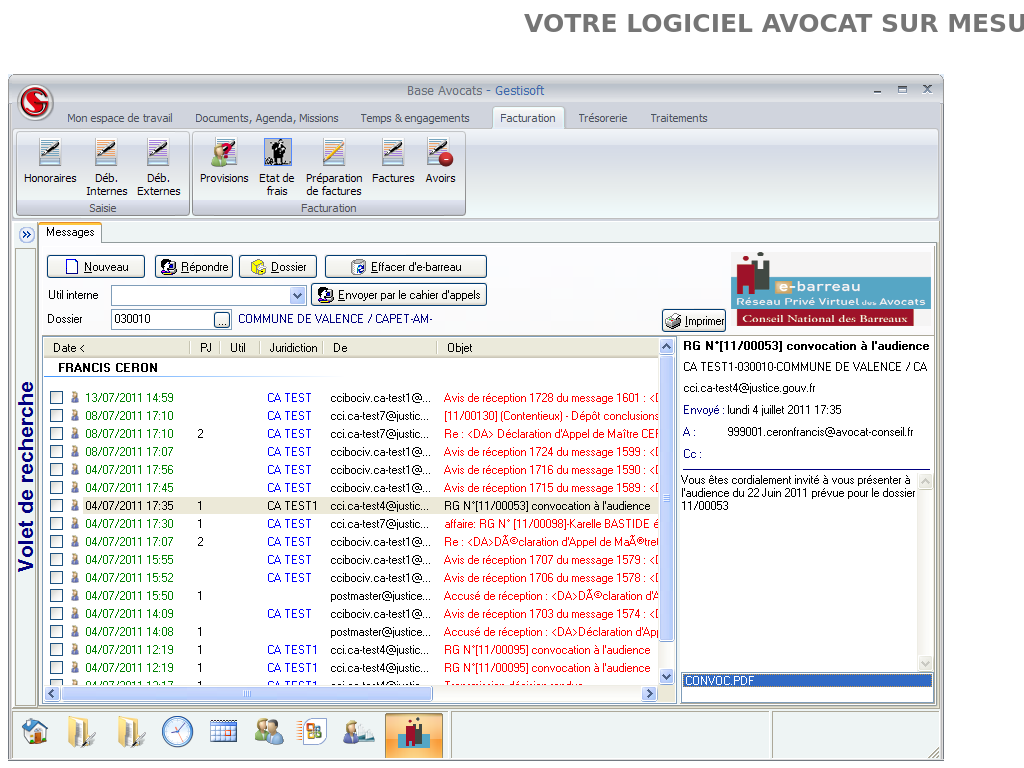 VOTRE LOGICIEL AVOCAT SUR MESU
Base Avocats - Gestisoft
Mon espace de travail Documents, Agenda, Missions Temps & engagements Facturation Trésorerie Traitements
Honoraires Déb. Internes Déb. Externes Provisions Etat de frais Préparation de factures Factures Avoirs
Saisie Facturation
Messages
Volet de recherche
Nouveau Répondre Dossier Effacer d'e-barreau
Util interne Envoyer par le cahier d'appels
Dossier 030010 ... COMMUNE DE VALENCE / CAPET-AM-
Imprimer
e-barreau
Réseau Privé Virtuel des Avocats
Conseil National des Barreaux
Date < PJ Util Juridiction De Objet
FRANCIS CERON
13/07/2011 14:59 CA TEST ccibociv.ca-test1@... Avis de réception 1728 du message 1601 : <D
08/07/2011 17:10 CA TEST cci.ca-test7@justic... [11/00130] (Contentieux) - Dépôt conclusions
08/07/2011 17:10 2 CA TEST cci.ca-test7@justic... Re : <DA> Déclaration d'Appel de Maître CER
08/07/2011 17:07 CA TEST ccibociv.ca-test1@... Avis de réception 1724 du message 1599 : <D
04/07/2011 17:56 CA TEST ccibociv.ca-test1@... Avis de réception 1716 du message 1590 : <D
04/07/2011 17:45 CA TEST ccibociv.ca-test1@... Avis de réception 1715 du message 1589 : <D
04/07/2011 17:35 1 CA TEST1 cci.ca-test4@justic... RG N°[11/00053] convocation à l'audience
04/07/2011 17:30 1 CA TEST cci.ca-test7@justic... affaire: RG N° [11/00098]-Karelle BASTIDE é
04/07/2011 17:07 2 CA TEST ccibociv.ca-test1@... Re : <DA>DÃ©claration d'Appel de MaÃ®tre
04/07/2011 15:55 CA TEST ccibociv.ca-test1@... Avis de réception 1707 du message 1579 : <D
04/07/2011 15:52 CA TEST ccibociv.ca-test1@... Avis de réception 1706 du message 1578 : <D
04/07/2011 15:50 1 postmaster@justice... Accusé de réception : <DA>DÃ©claration d'A
04/07/2011 14:09 CA TEST ccibociv.ca-test1@... Avis de réception 1703 du message 1574 : <D
04/07/2011 14:08 1 postmaster@justice... Accusé de réception : <DA>Déclaration d'App
04/07/2011 12:19 1 CA TEST1 cci.ca-test4@justic... RG N°[11/00095] convocation à l'audience
04/07/2011 12:19 1 CA TEST1 cci.ca-test4@justic... RG N°[11/00095] convocation à l'audience
04/07/2011 12:17 1 CA TEST1 cci.ca-test4@justic... Transmission décision rendue
RG N°[11/00053] convocation à l'audience
CA TEST1-030010-COMMUNE DE VALENCE / CA
cci.ca-test4@justice.gouv.fr
Envoyé : lundi 4 juillet 2011 17:35
A : 999001.ceronfrancis@avocat-conseil.fr
Cc :
Vous êtes cordialement invité à vous présenter à
l'audience du 22 Juin 2011 prévue pour le dossier
11/00053
CONVOC.PDF